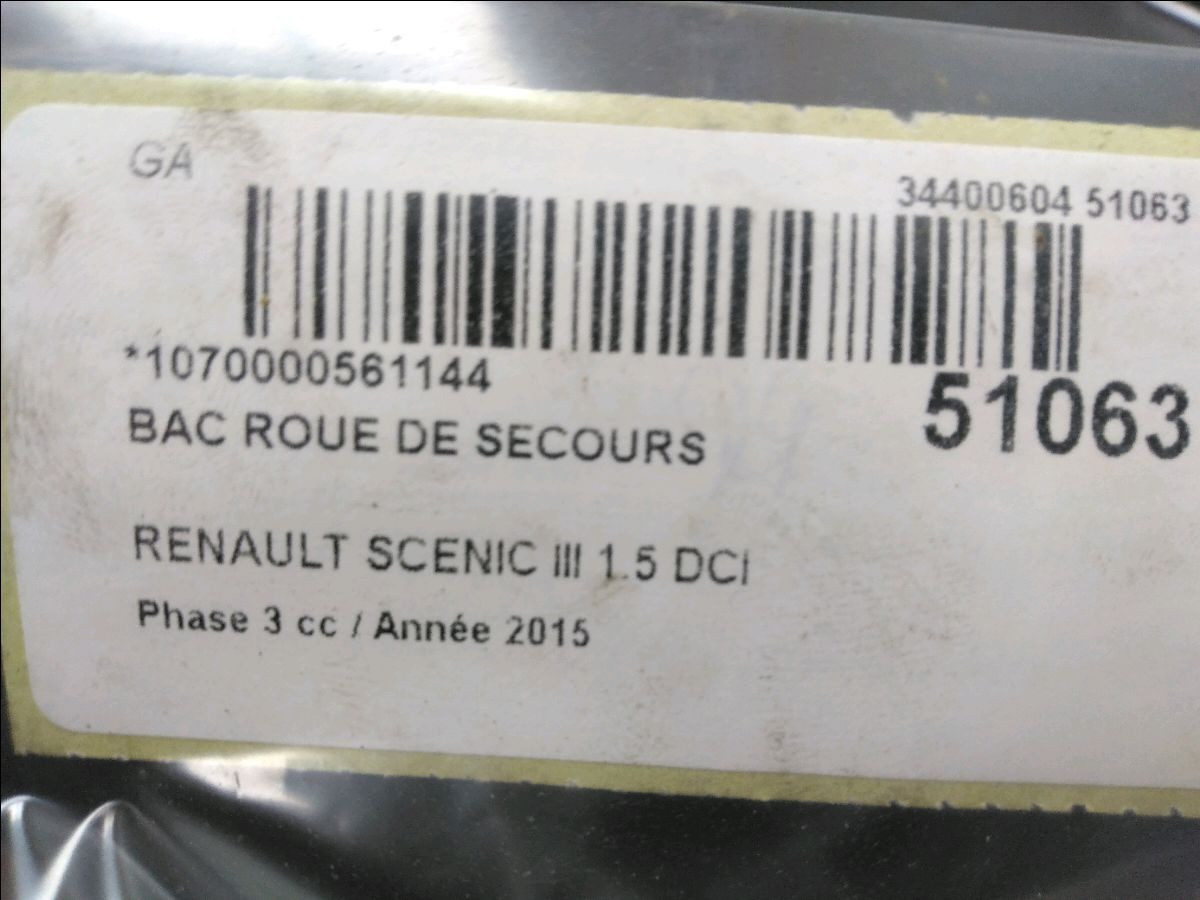 GA
34400604 51063
*1070000561144
51063
BAC ROUE DE SECOURS
RENAULT SCENIC III 1.5 DCI
Phase 3 cc / Année 2015